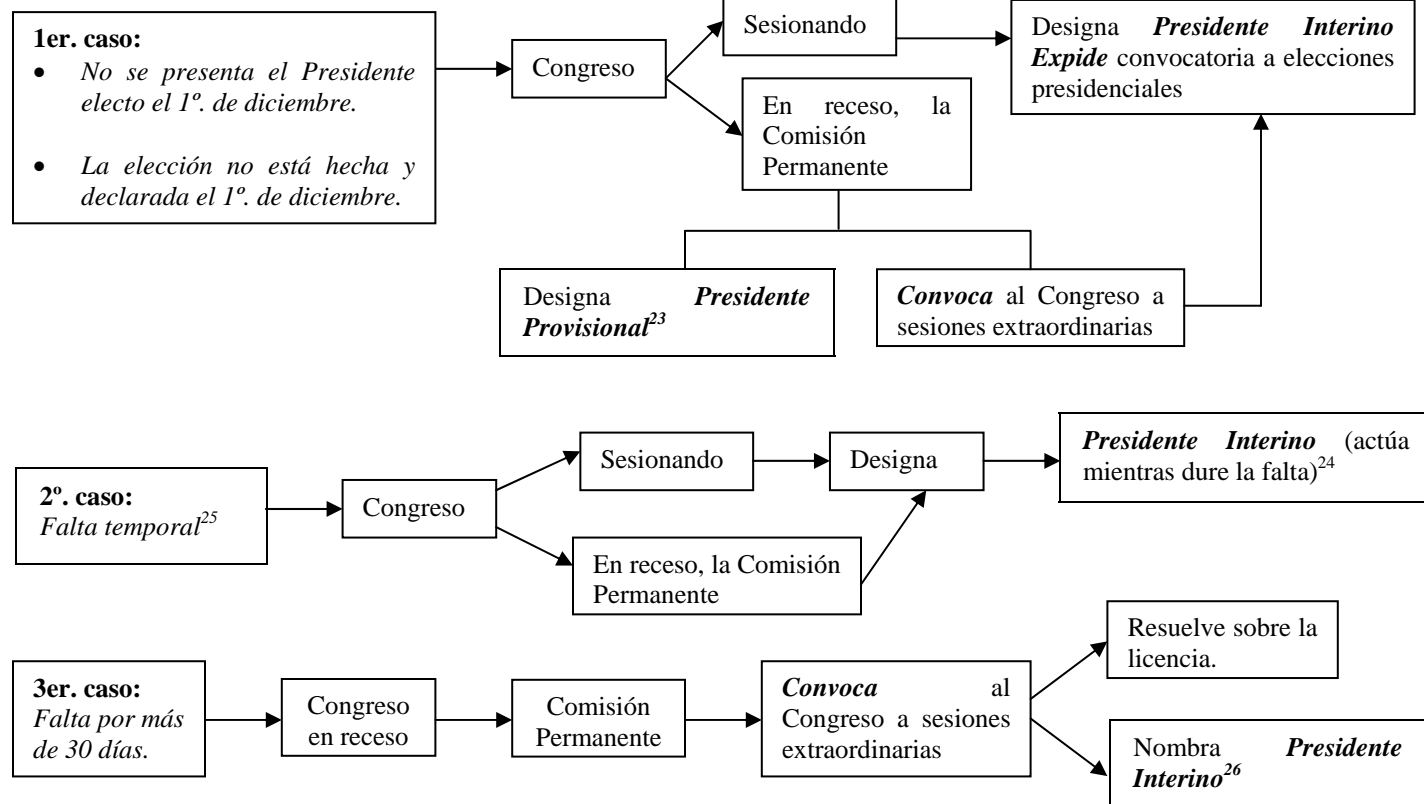 1er. caso:
• No se presenta el Presidente
electo el 1º. de diciembre.
• La elección no está hecha y
declarada el 1º. de diciembre.
Congreso
Sesionando
En receso, la
Comisión
Permanente
Designa Presidente Interino
Expide convocatoria a elecciones
presidenciales
Designa Presidente
Provisional23
Convoca al Congreso a
sesiones extraordinarias
2º. caso:
Falta temporal25
Congreso
Sesionando
En receso, la Comisión
Permanente
Designa
Presidente Interino (actúa
mientras dure la falta)24
3er. caso:
Falta por más
de 30 días.
Congreso
en receso
Comisión
Permanente
Convoca al
Congreso a sesiones
extraordinarias
Resuelve sobre la
licencia.
Nombra Presidente
Interino26